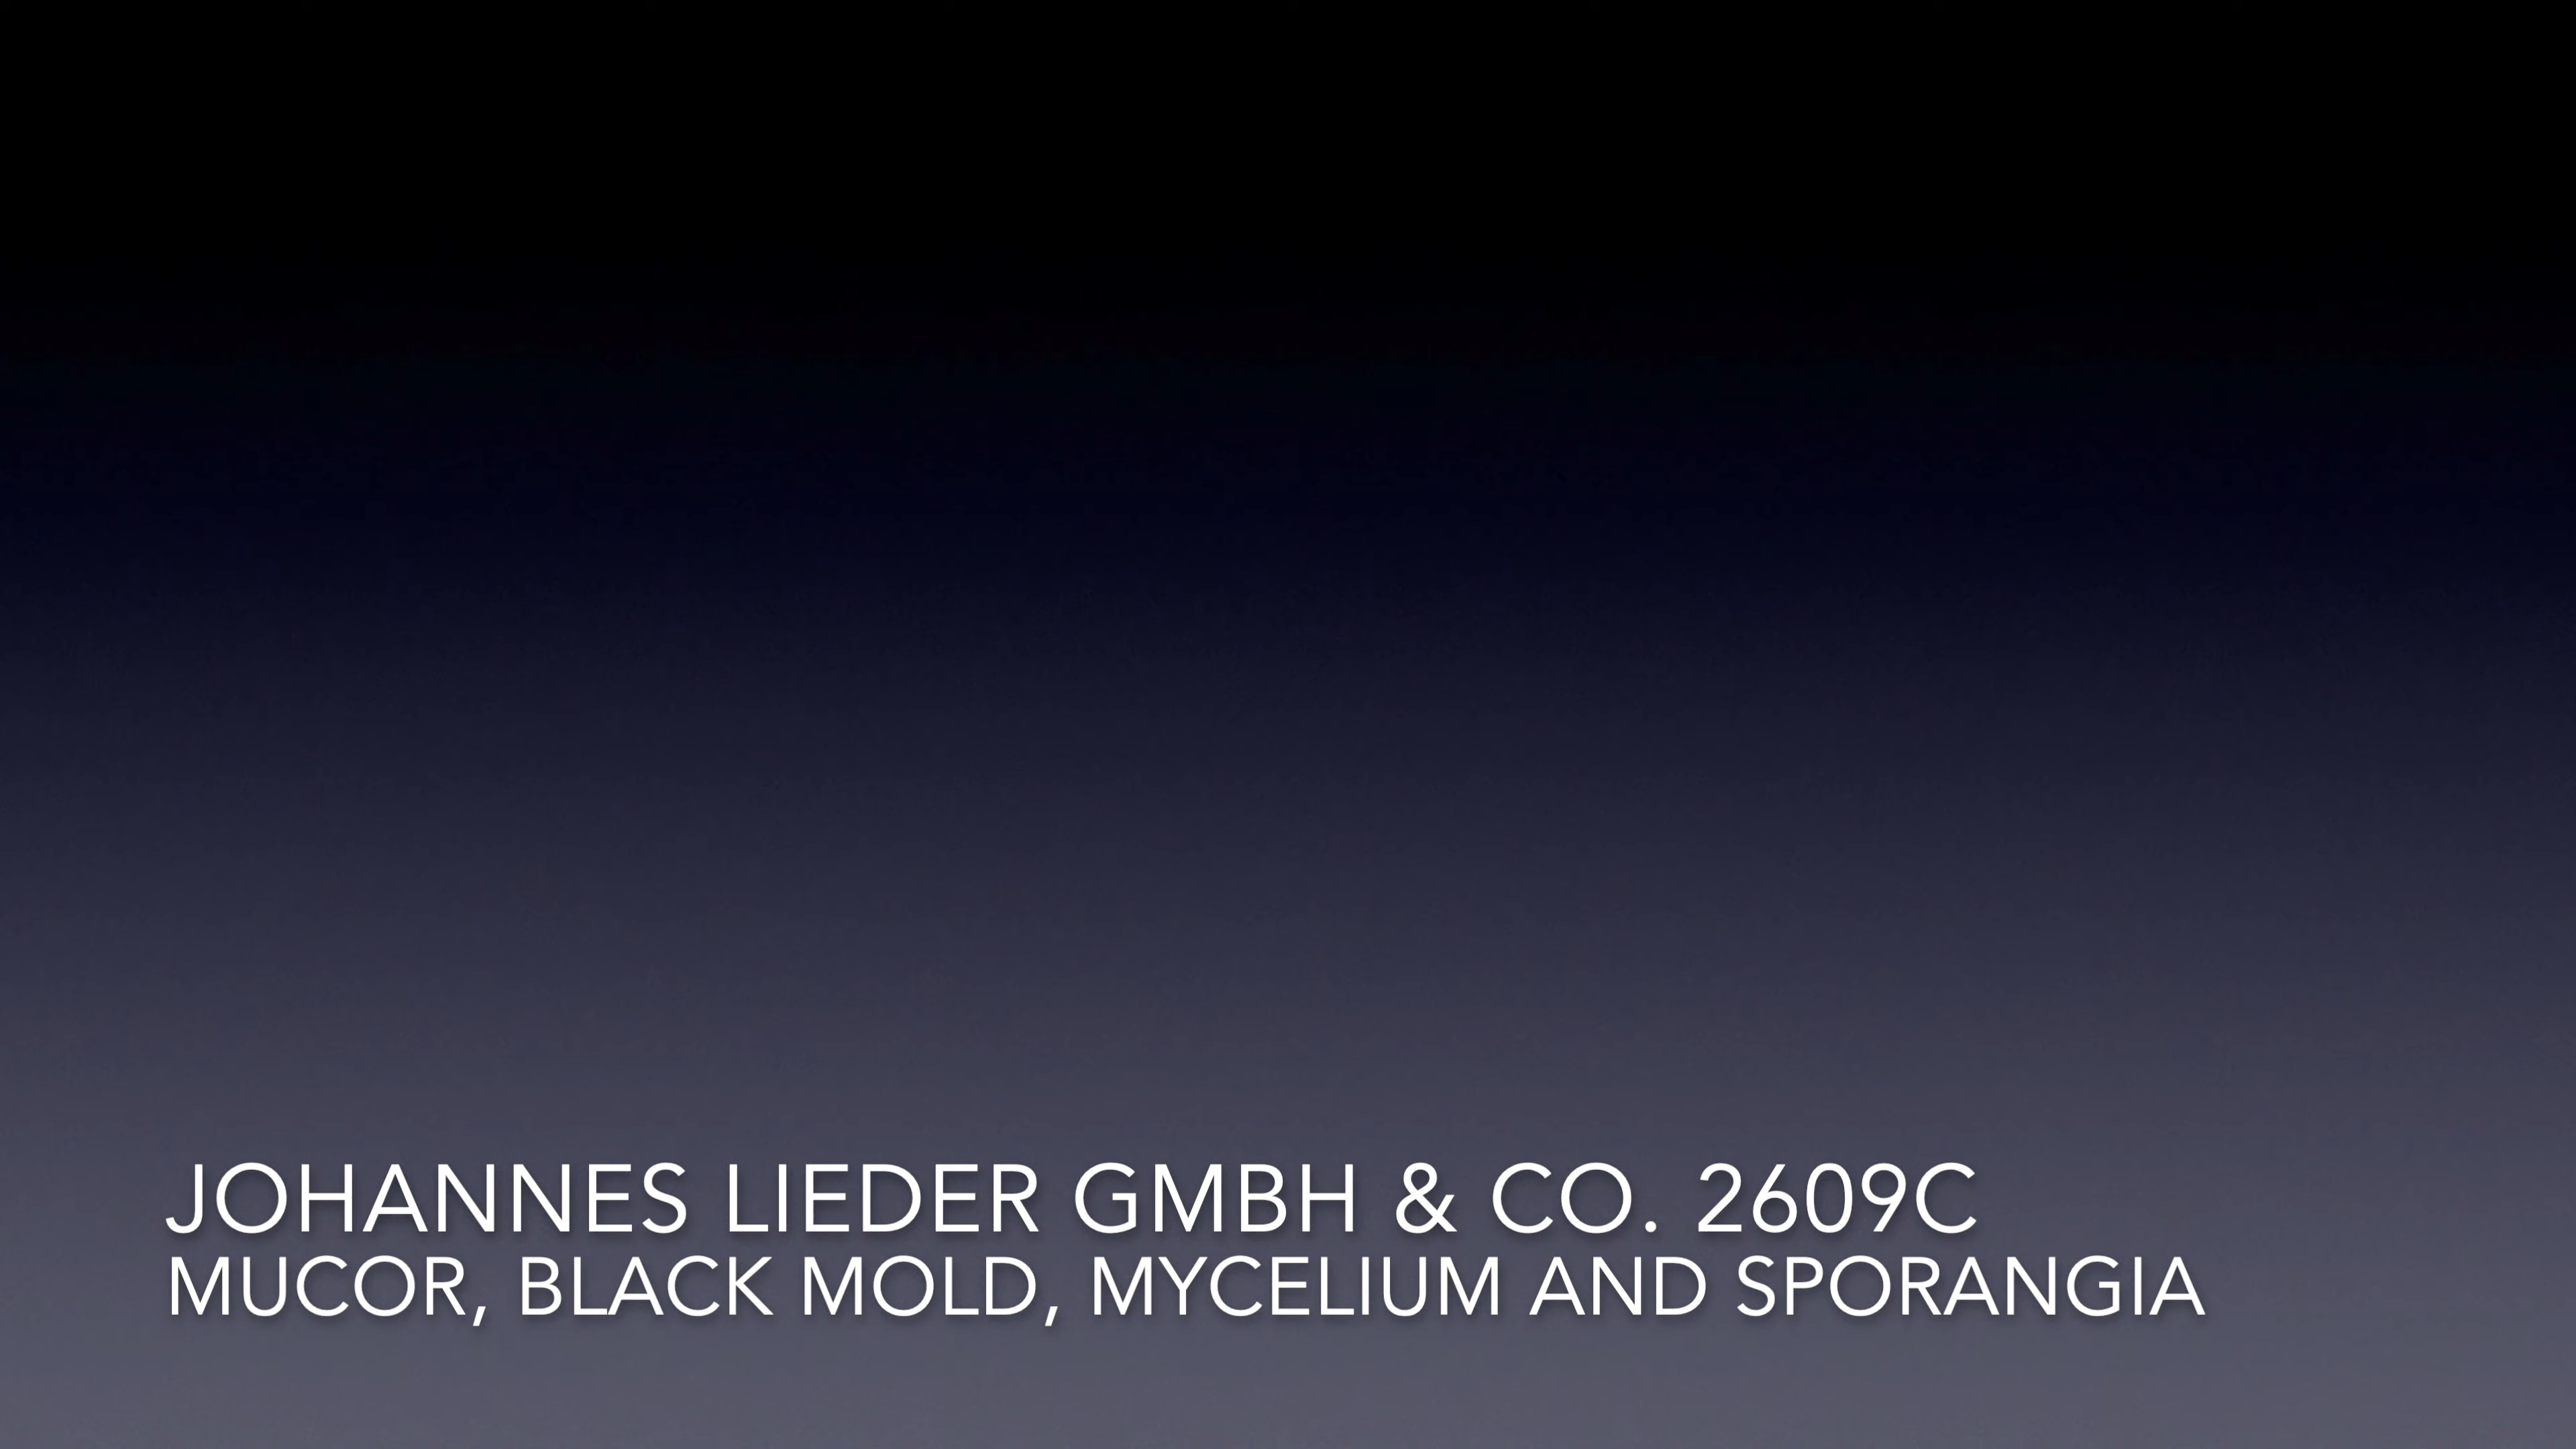 JOHANNES LIEDER GMBH & CO. 2609C
MUCOR, BLACK MOLD, MYCELIUM AND SPORANGIA